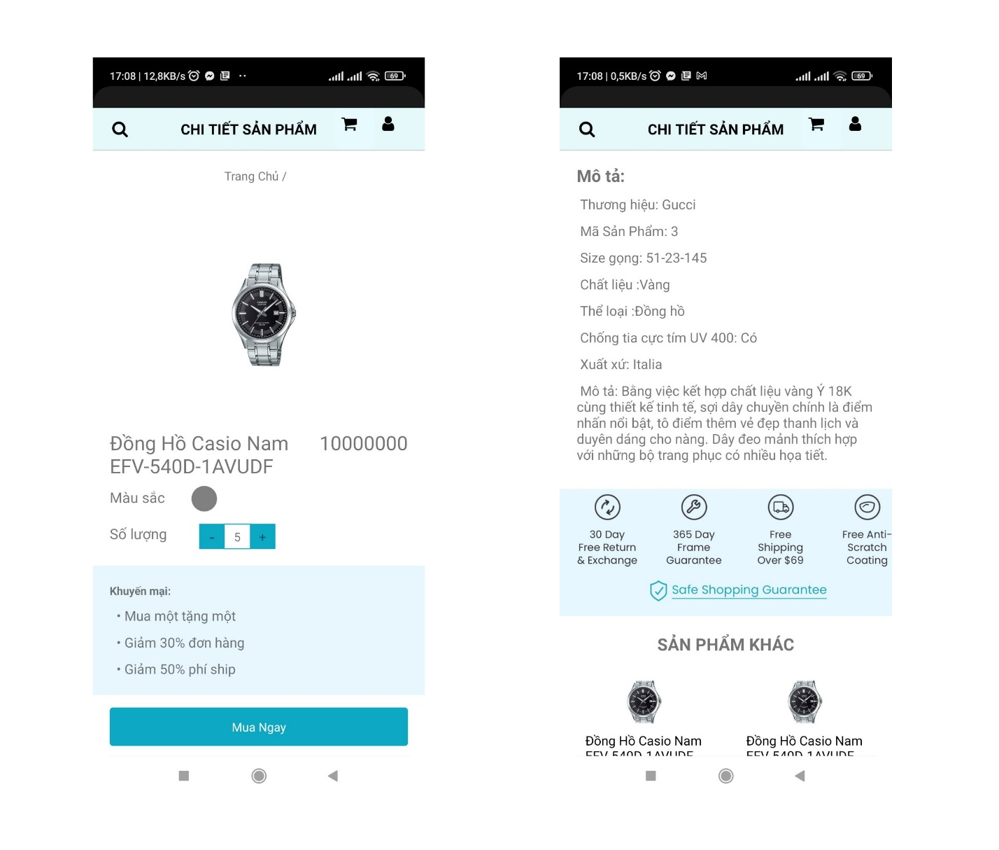 17:08 | 12,8KB/s
69
CHI TIẾT SẢN PHẨM
Trang Chủ /
CASIO
Đồng Hồ Casio Nam 10000000
EFV-540D-1AVUDF
Màu sắc
Số lượng - 5 +
Khuyến mại:
• Mua một tặng một
• Giảm 30% đơn hàng
• Giảm 50% phí ship
Mua Ngay
17:08 | 0,5KB/s
69
CHI TIẾT SẢN PHẨM
Mô tả:
Thương hiệu: Gucci
Mã Sản Phẩm: 3
Size gọng: 51-23-145
Chất liệu :Vàng
Thể loại :Đồng hồ
Chống tia cực tím UV 400: Có
Xuất xứ: Italia
Mô tả: Bằng việc kết hợp chất liệu vàng Ý 18K
cùng thiết kế tinh tế, sợi dây chuyền chính là điểm
nhấn nổi bật, tô điểm thêm vẻ đẹp thanh lịch và
duyên dáng cho nàng. Dây đeo mảnh thích hợp
với những bộ trang phục có nhiều họa tiết.
30 Day
Free Return
& Exchange
365 Day
Frame
Guarantee
Free
Shipping
Over $69
Free Anti-
Scratch
Coating
Safe Shopping Guarantee
SẢN PHẨM KHÁC
Đồng Hồ Casio Nam
EFV-540D-1AVUDF
Đồng Hồ Casio Nam
EFV-540D-1AVUDF